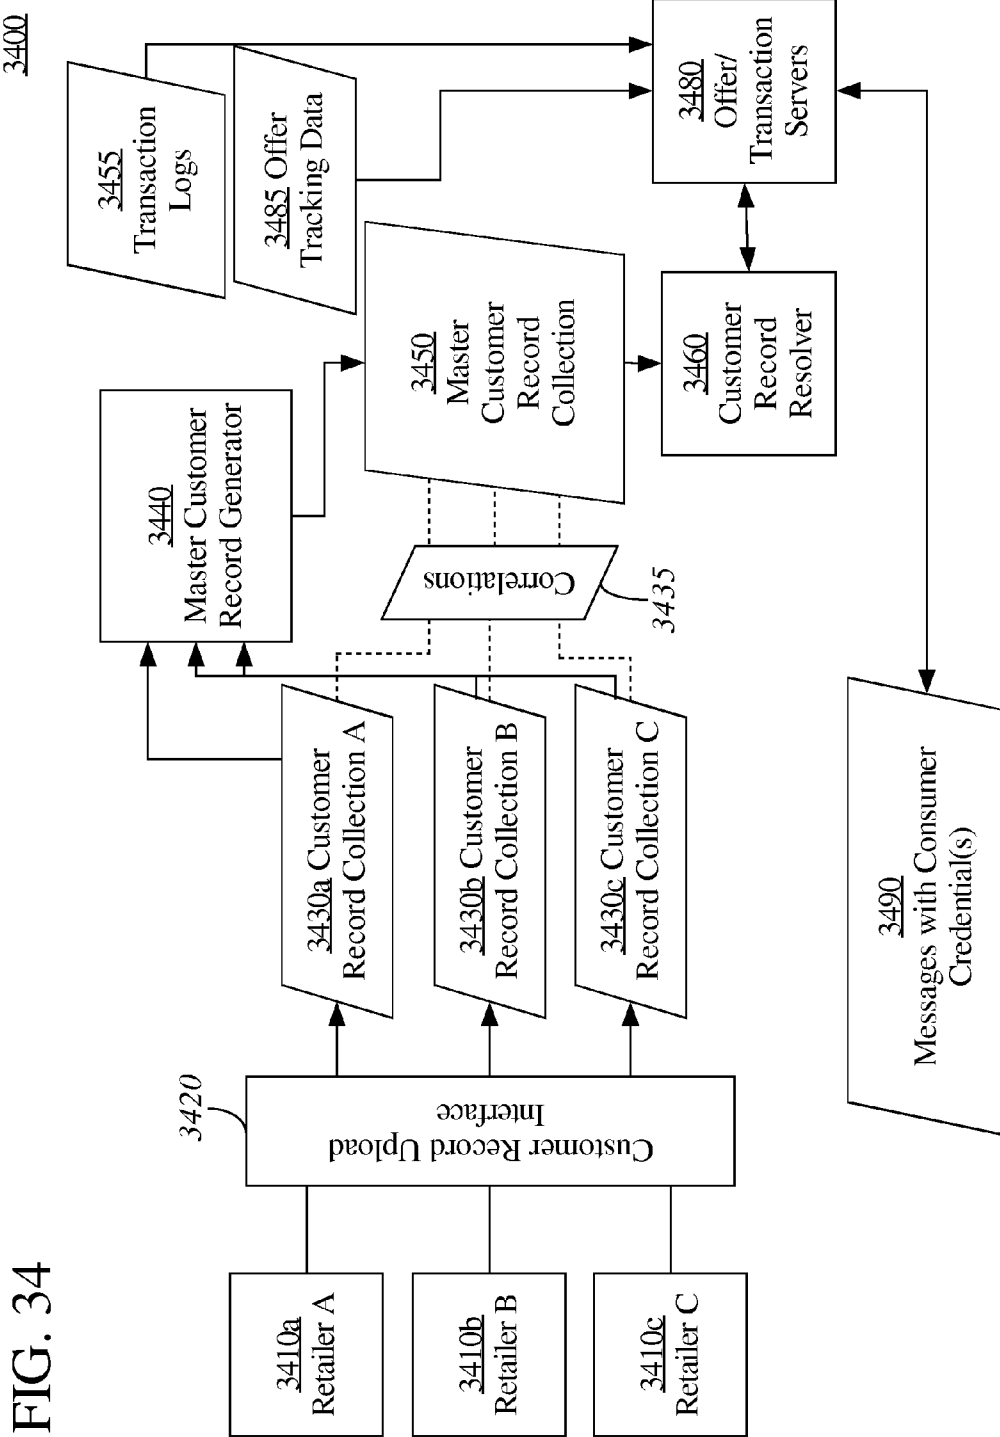 FIG. 34
3400
3410a
Retailer A
3410b
Retailer B
3410c
Retailer C
3420
Customer Record Upload
Interface
3430a Customer
Record Collection A
3430b Customer
Record Collection B
3430c Customer
Record Collection C
3440
Master Customer
Record Generator
Correlations
3435
3450
Master
Customer
Record
Collection
3455
Transaction
Logs
3485 Offer
Tracking Data
3460
Customer
Record
Resolver
3480
Offer/
Transaction
Servers
3490
Messages with Consumer
Credential(s)